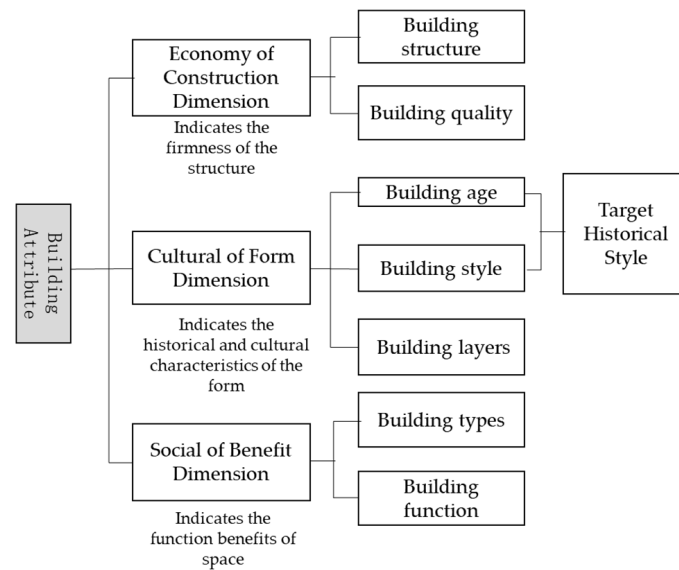 Building
Attribute
Economy of
Construction
Dimension
Indicates the
firmness of the
structure
Building
structure
Building quality
Cultural of Form
Dimension
Indicates the
historical and cultural
characteristics of the
form
Building age
Building style
Building layers
Target
Historical
Style
Social of Benefit
Dimension
Indicates the
function benefits of
space
Building types
Building
function